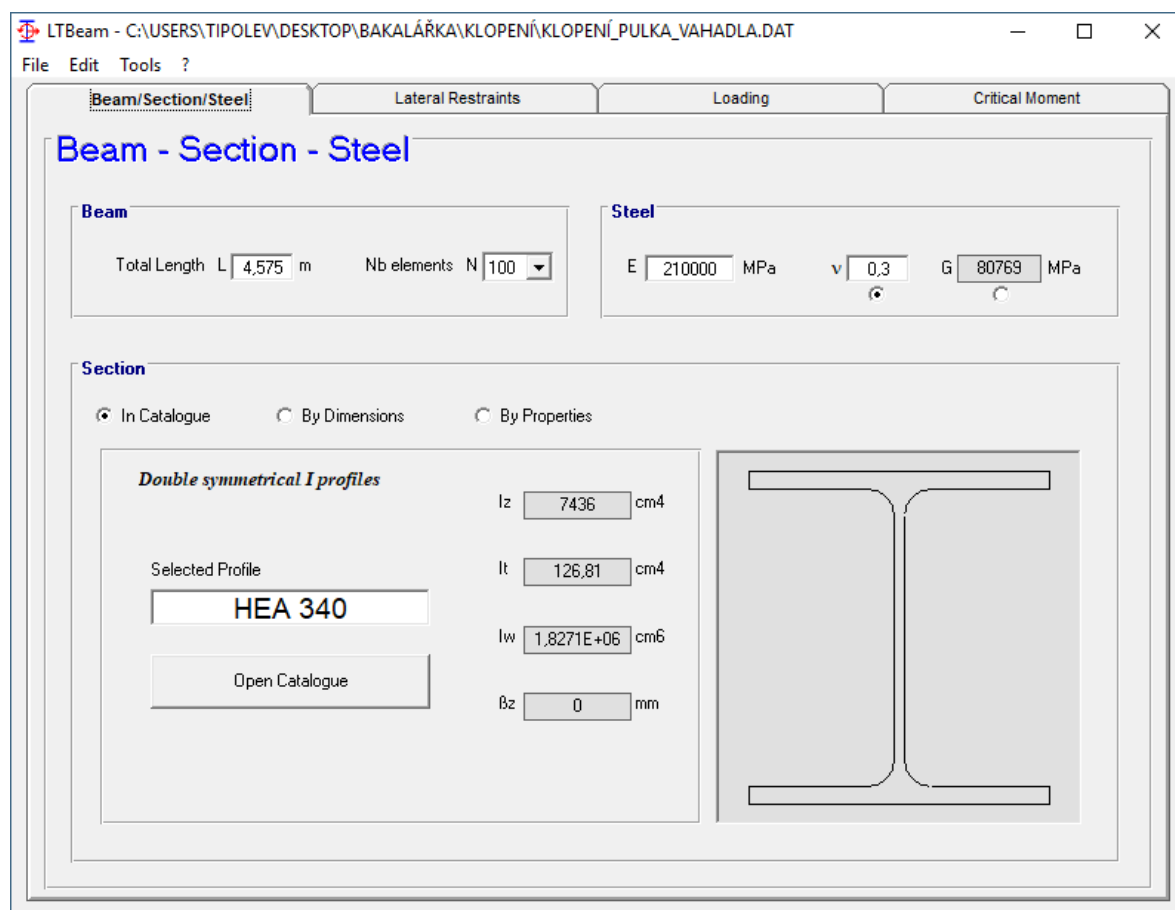 LTBeam - C:\USERS\TIPOLEV\DESKTOP\BAKALÁŘKA\KLOPENÍ\KLOPENÍ_PULKA_VAHADLA.DAT
File Edit Tools ?
Beam/Section/Steel Lateral Restraints Loading Critical Moment
Beam - Section - Steel
Beam
Total Length L 4,575 m Nb elements N 100
Steel
E 210000 MPa ν 0,3 G 80769 MPa
Section
In Catalogue By Dimensions By Properties
Double symmetrical I profiles
Selected Profile
HEA 340
Open Catalogue
Iz 7436 cm4
It 126,81 cm4
Iw 1,8271E+06 cm6
ßz 0 mm